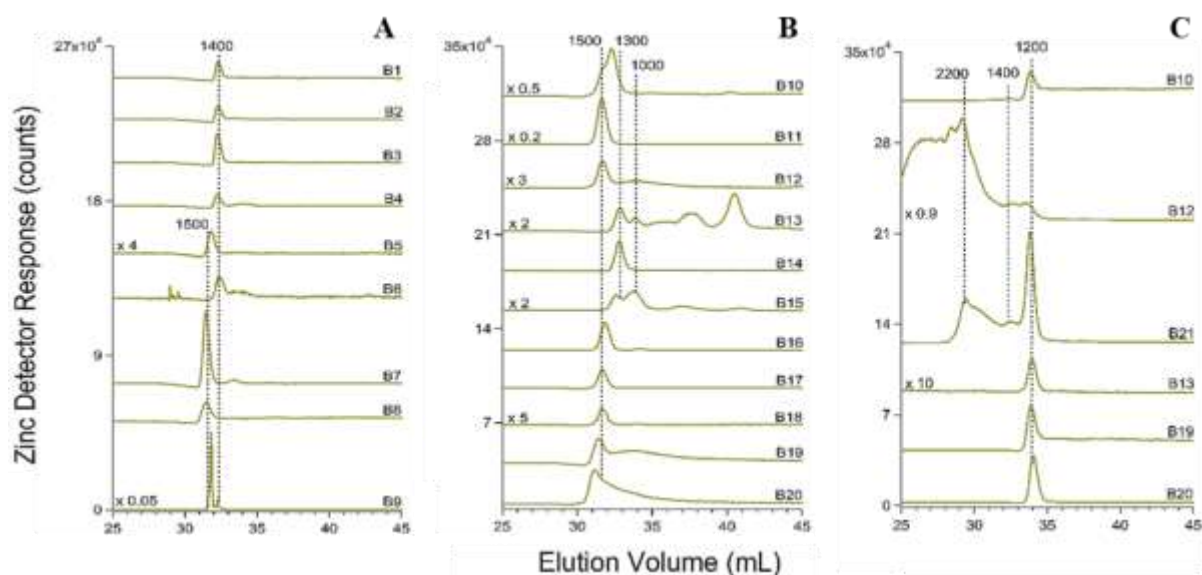 A
27x10⁴
1400
B1
B2
B3
18
B4
1500
x 4
B5
B6
9
B7
B8
x 0.05
0
B9
25
30
35
40
45
B
35x10⁴
1500
1300
1000
x 0.5
B10
28
x 0.2
B11
x 3
B12
x 2
B13
21
B14
x 2
B15
14
B16
B17
7
x 5
B18
B19
B20
25
30
35
40
45
C
35x10⁴
2200
1400
1200
B10
28
x 0.9
B12
21
14
B21
x 10
B13
7
B19
0
B20
25
30
35
40
45
Zinc Detector Response (counts)
Elution Volume (mL)